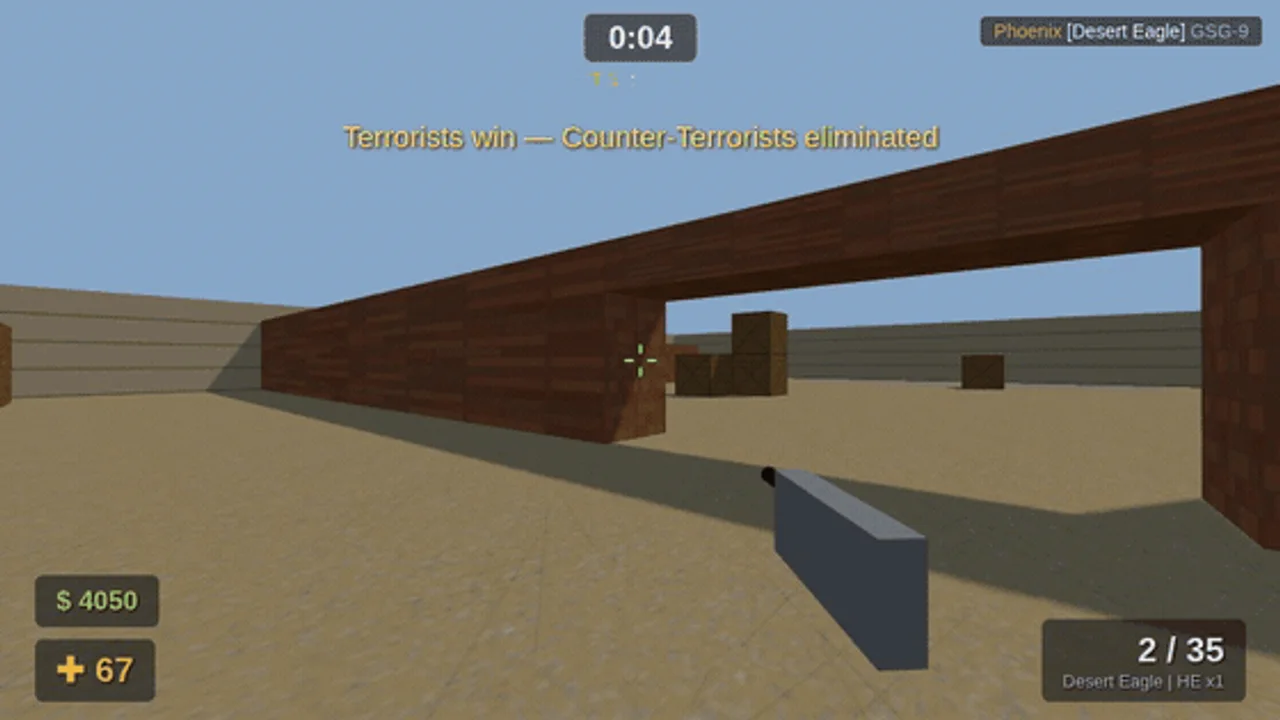 0:04
Phoenix [Desert Eagle] GSG-9
Terrorists win — Counter-Terrorists eliminated
$ 4050
67
2 / 35
Desert Eagle | HE x1